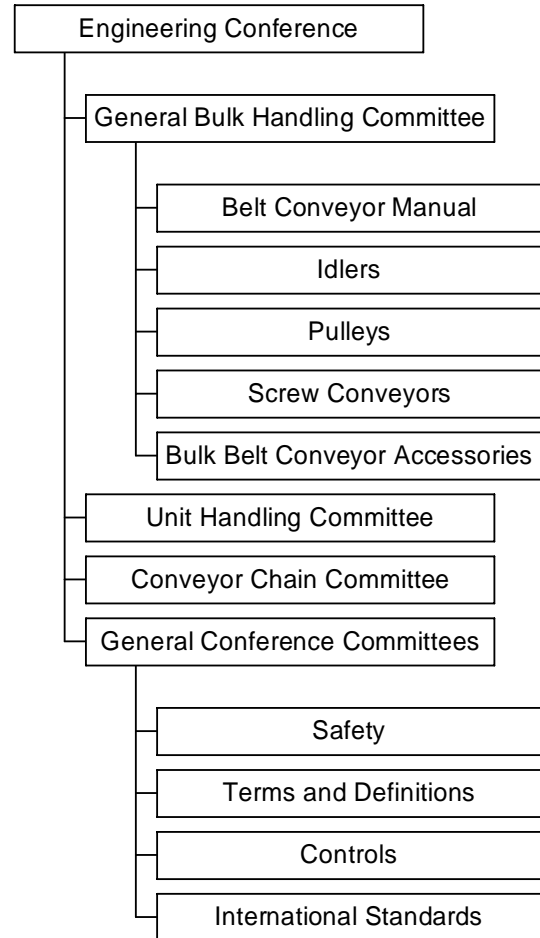 Engineering Conference
General Bulk Handling Committee
Belt Conveyor Manual
Idlers
Pulleys
Screw Conveyors
Bulk Belt Conveyor Accessories
Unit Handling Committee
Conveyor Chain Committee
General Conference Committees
Safety
Terms and Definitions
Controls
International Standards